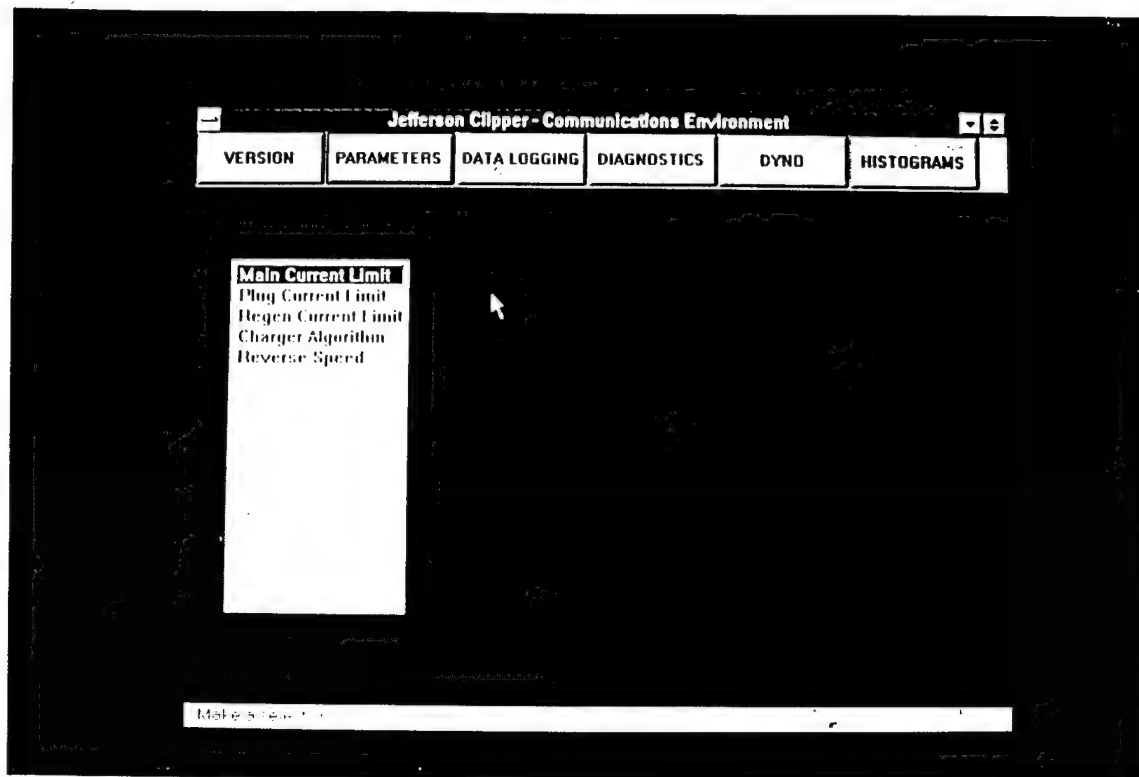 Jefferson Clipper - Communications Environment
VERSION PARAMETERS DATA LOGGING DIAGNOSTICS DYNO HISTOGRAMS
Main Current Limit
Plug Current Limit
Regen Current Limit
Charger Algorithm
Reverse Speed
Make a